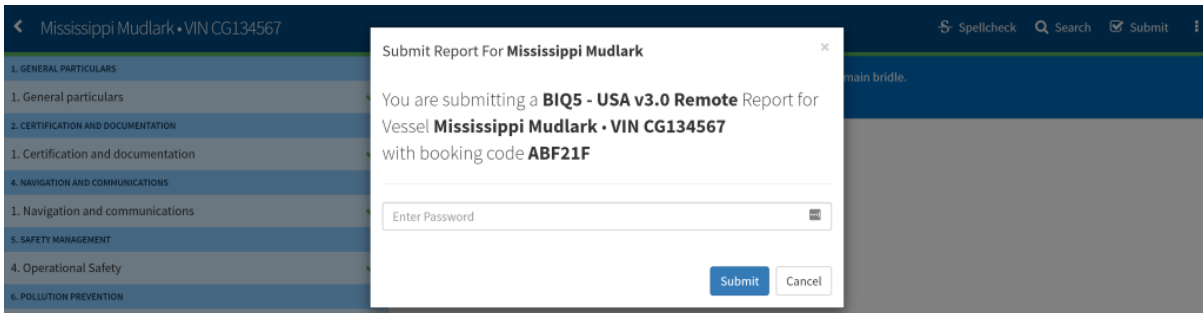 Mississippi Mudlark • VIN CG134567
Spellcheck Search Submit
1. GENERAL PARTICULARS
1. General particulars
2. CERTIFICATION AND DOCUMENTATION
1. Certification and documentation
4. NAVIGATION AND COMMUNICATIONS
1. Navigation and communications
5. SAFETY MANAGEMENT
4. Operational Safety
6. POLLUTION PREVENTION
main bridle.
Submit Report For Mississippi Mudlark ×
You are submitting a BIQ5 - USA v3.0 Remote Report for
Vessel Mississippi Mudlark • VIN CG134567
with booking code ABF21F
Enter Password
Submit Cancel